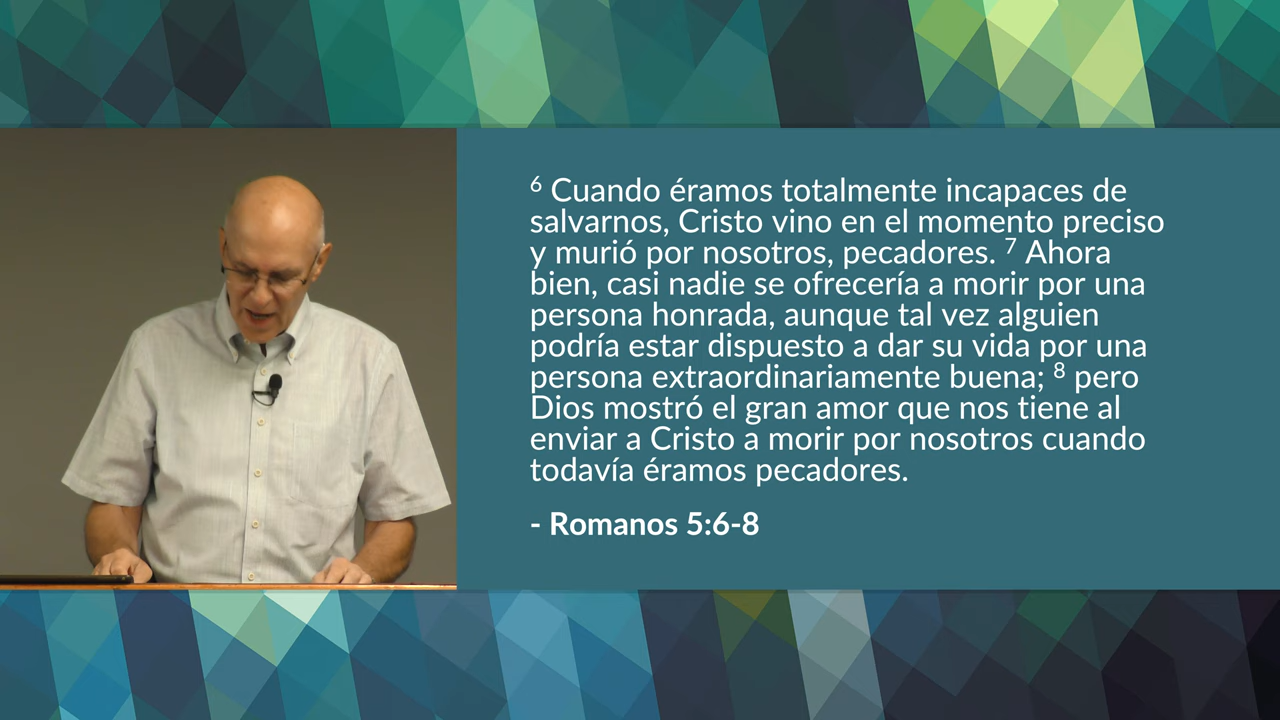 6 Cuando éramos totalmente incapaces de
salvarnos, Cristo vino en el momento preciso
y murió por nosotros, pecadores. 7 Ahora
bien, casi nadie se ofrecería a morir por una
persona honrada, aunque tal vez alguien
podría estar dispuesto a dar su vida por una
persona extraordinariamente buena; 8 pero
Dios mostró el gran amor que nos tiene al
enviar a Cristo a morir por nosotros cuando
todavía éramos pecadores.
- Romanos 5:6-8